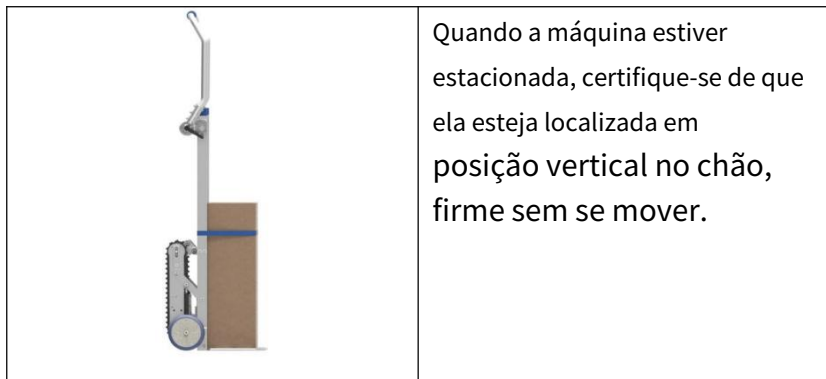 Quando a máquina estiver
estacionada, certifique-se de que
ela esteja localizada em
posição vertical no chão,
firme sem se mover.